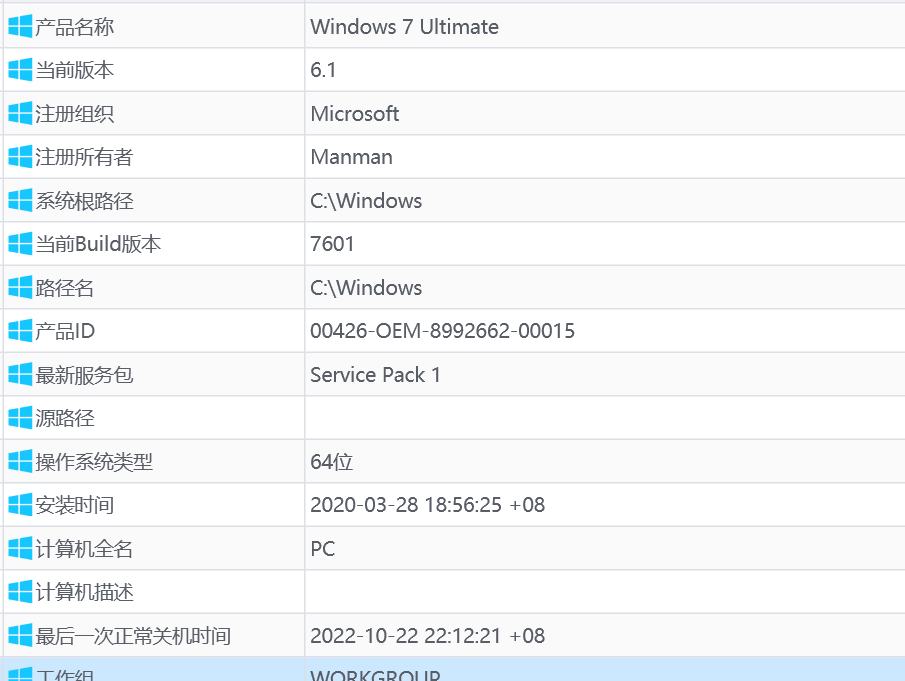 产品名称 Windows 7 Ultimate
当前版本 6.1
注册组织 Microsoft
注册所有者 Manman
系统根路径 C:\Windows
当前Build版本 7601
路径名 C:\Windows
产品ID 00426-OEM-8992662-00015
最新服务包 Service Pack 1
源路径
操作系统类型 64位
安装时间 2020-03-28 18:56:25 +08
计算机全名 PC
计算机描述
最后一次正常关机时间 2022-10-22 22:12:21 +08
工作组 WORKGROUP